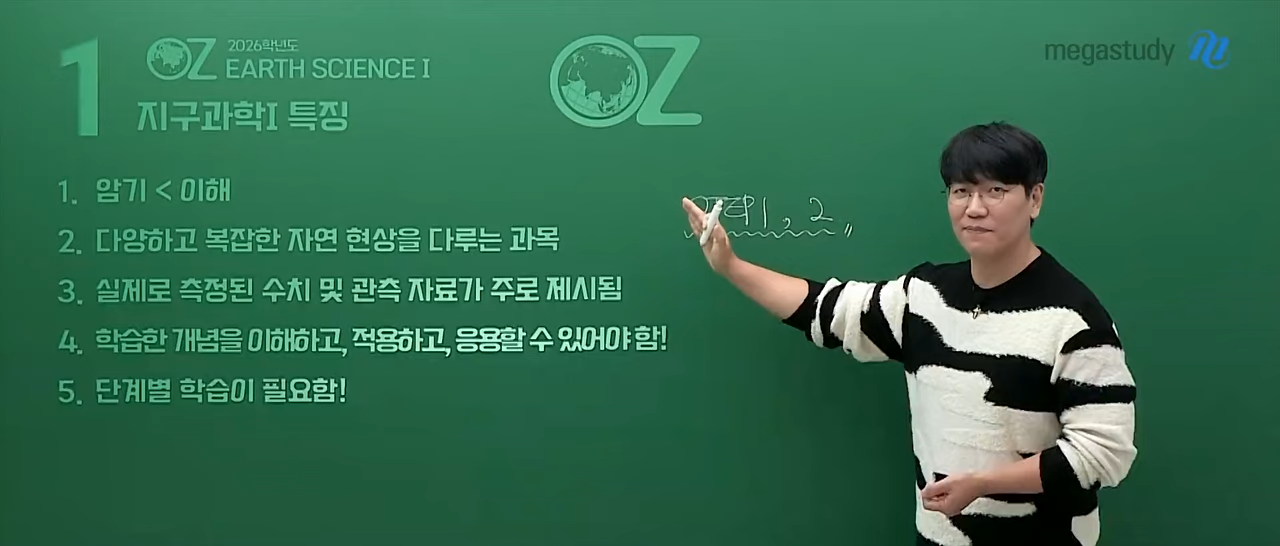 1
OZ 2026학년도
EARTH SCIENCE I
지구과학I 특징
OZ
megastudy
1. 암기 < 이해
2. 다양하고 복잡한 자연 현상을 다루는 과목
3. 실제로 측정된 수치 및 관측 자료가 주로 제시됨
4. 학습한 개념을 이해하고, 적용하고, 응용할 수 있어야 함!
5. 단계별 학습이 필요함!
1, 2